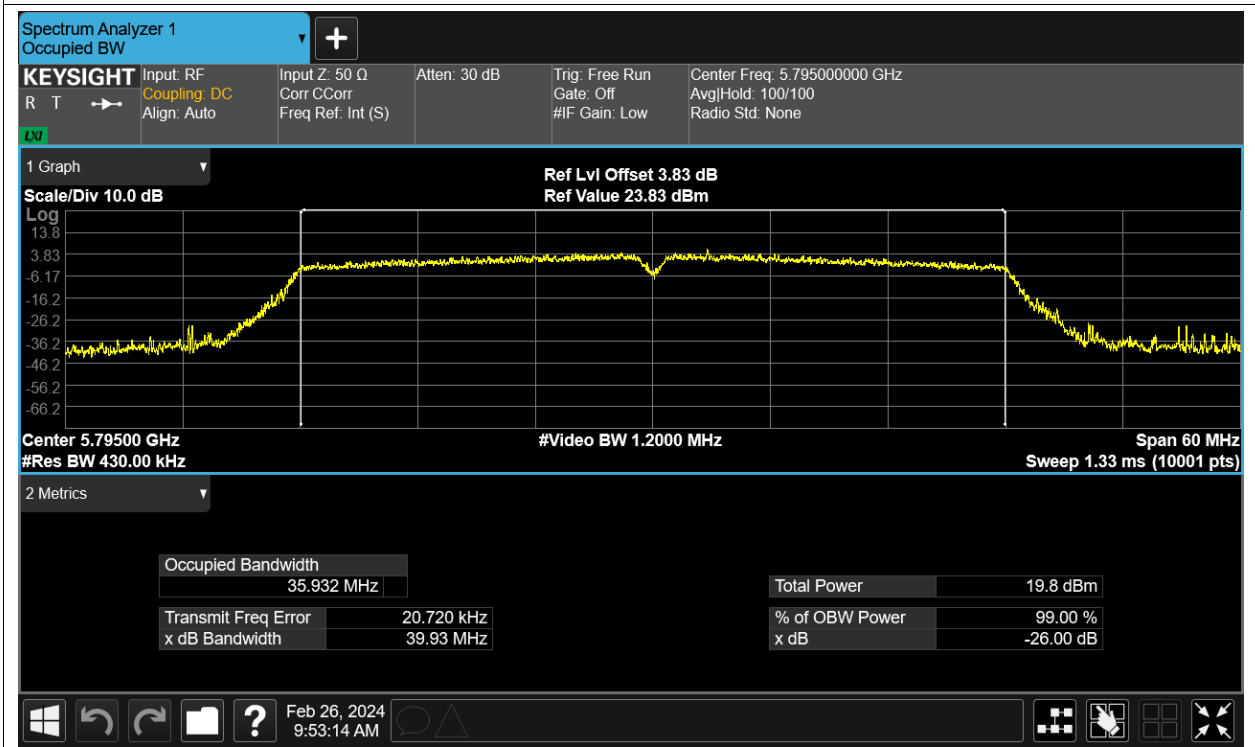 Spectrum Analyzer 1
Occupied BW
KEYSIGHT
R T
LXI
Input: RF
Coupling: DC
Align: Auto
Input Z: 50 Ω
Corr CCorr
Freq Ref: Int (S)
Atten: 30 dB
Trig: Free Run
Gate: Off
#IF Gain: Low
Center Freq: 5.795000000 GHz
Avg|Hold: 100/100
Radio Std: None
1 Graph
Scale/Div 10.0 dB
Ref Lvl Offset 3.83 dB
Ref Value 23.83 dBm
Log
13.8
3.83
-6.17
-16.2
-26.2
-36.2
-46.2
-56.2
-66.2
Center 5.79500 GHz
#Video BW 1.2000 MHz
Span 60 MHz
#Res BW 430.00 kHz
Sweep 1.33 ms (10001 pts)
2 Metrics
Occupied Bandwidth
35.932 MHz
Total Power 19.8 dBm
Transmit Freq Error 20.720 kHz
% of OBW Power 99.00 %
x dB Bandwidth 39.93 MHz
x dB -26.00 dB
?
Feb 26, 2024
9:53:14 AM